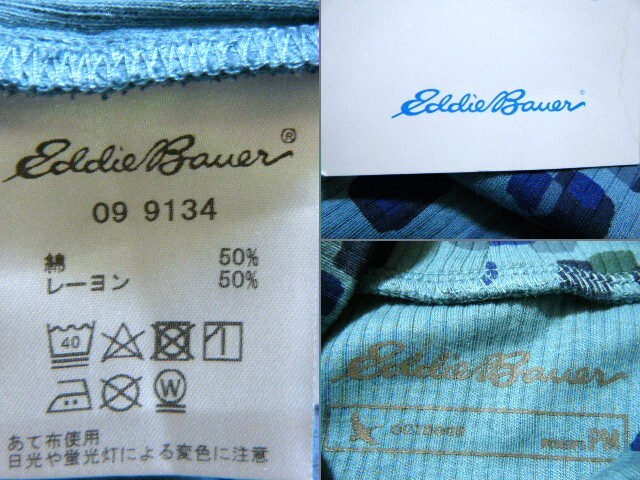 Eddie Bauer®
09 9134
綿 50%
レーヨン 50%
40
W
あて布使用
日光や蛍光灯による変色に注意
Eddie Bauer
Eddie Bauer
PM